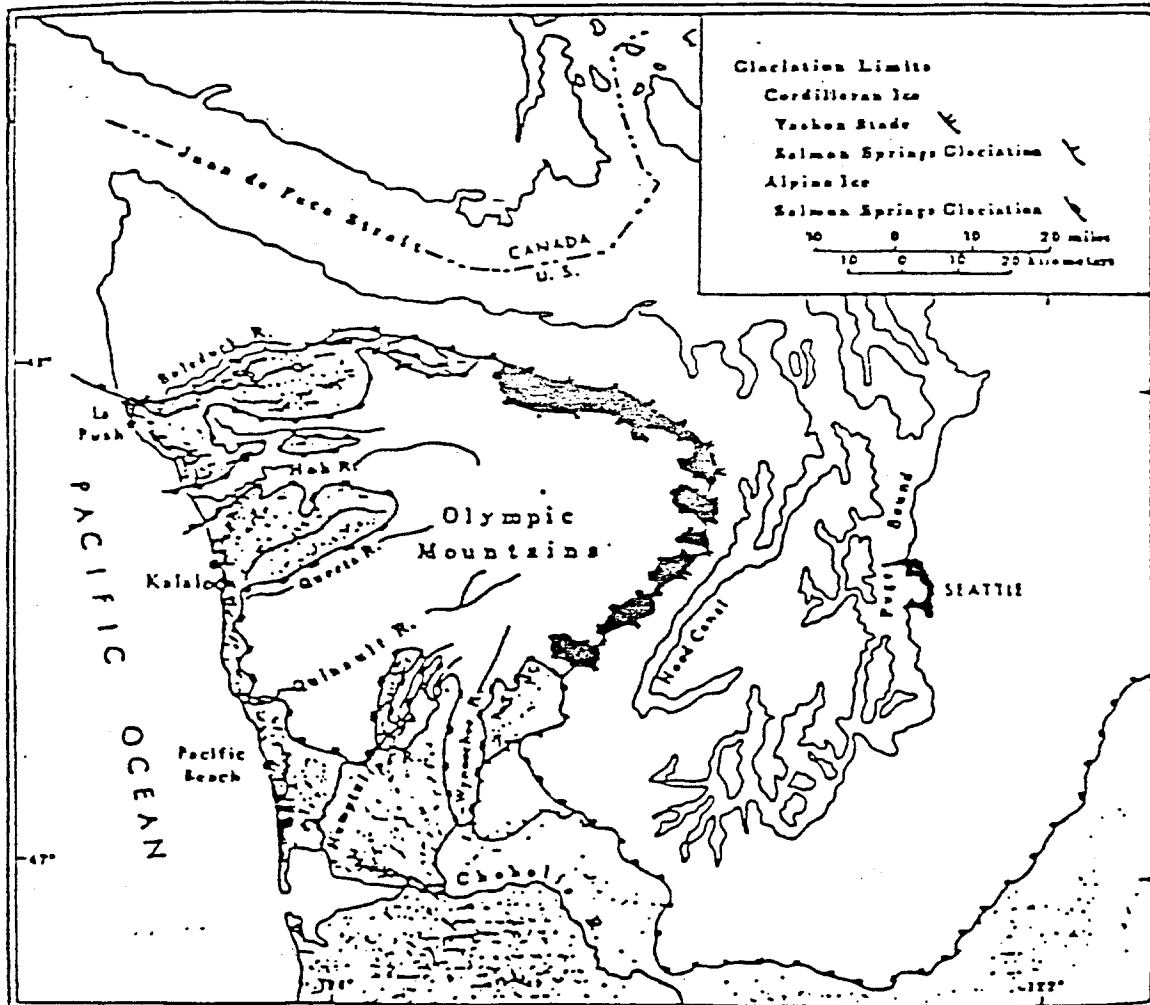 Glaciation Limits
Cordilleran Ice
Vashon Stade
Salmon Springs Glaciation
Alpine Ice
Salmon Springs Glaciation
10 0 10 20 miles
10 0 10 20 kilometers
Juan de Fuca Strait
CANADA
U. S.
Soleduck R.
La
Push
Hoh R.
Olympic
Mountains
Kalaloo
Queets R.
Quinault R.
Pacific
Beach
Humptulips R.
Wynoochee R.
Chehalis R.
Hood Canal
Puget Sound
SEATTLE
PACIFIC OCEAN
47°
122°